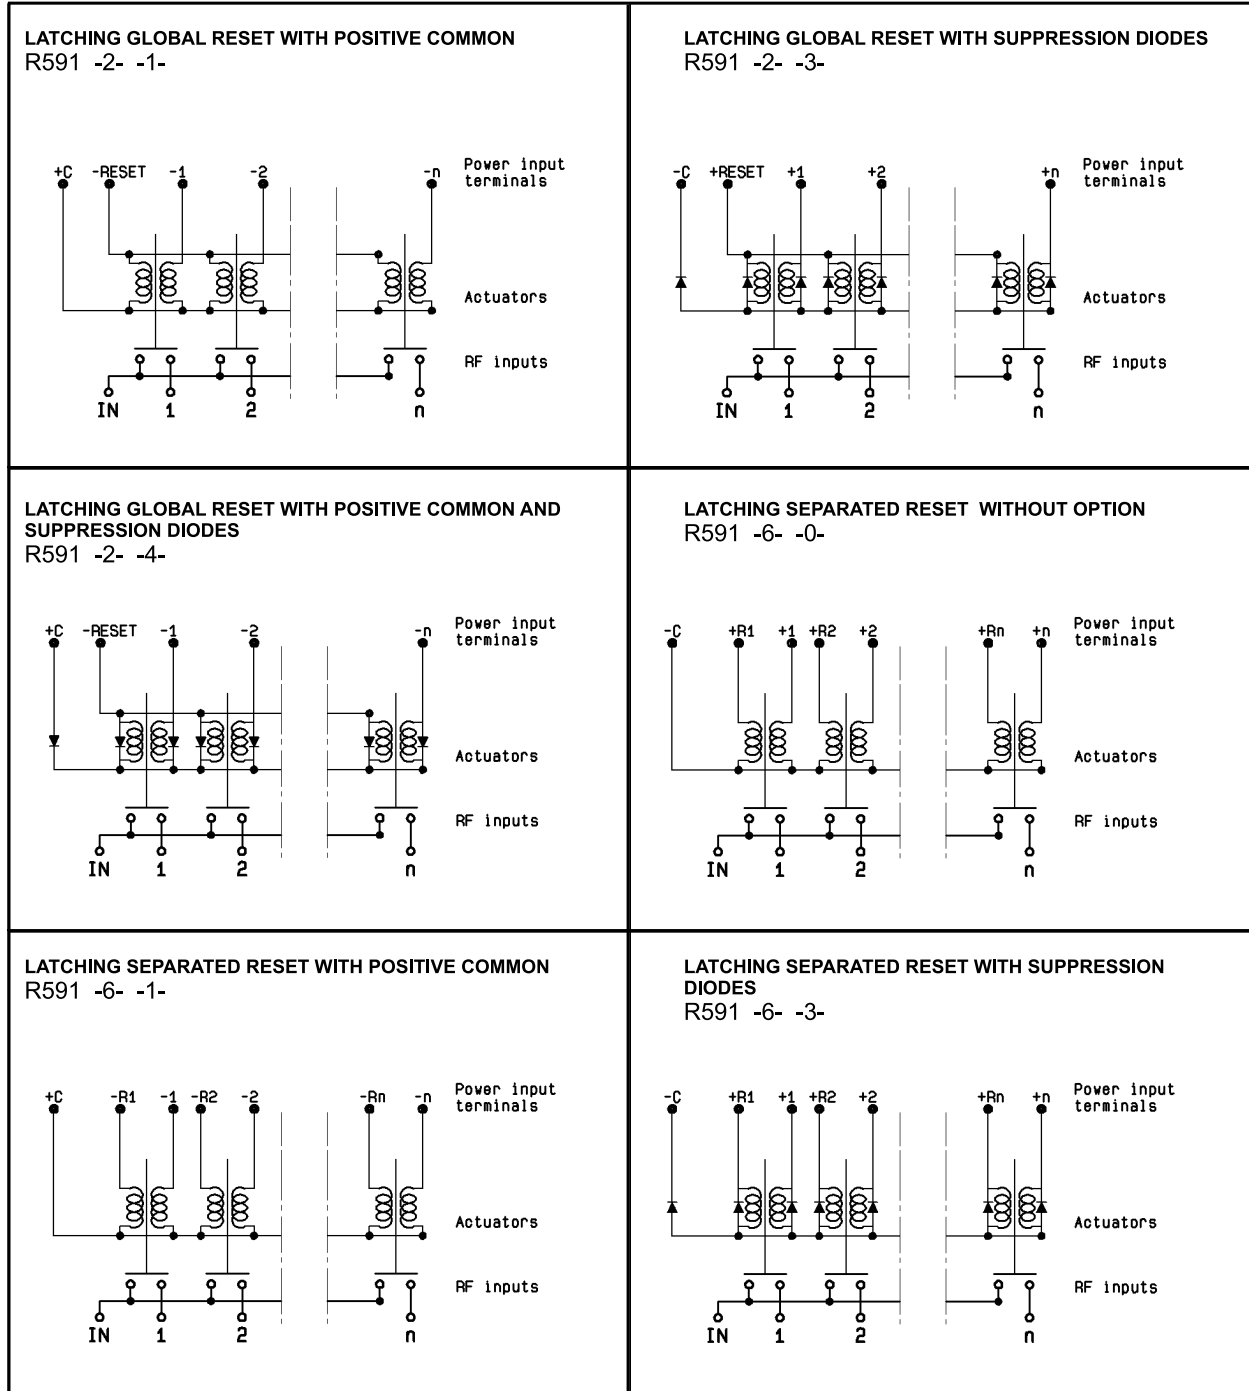 LATCHING GLOBAL RESET WITH POSITIVE COMMON
R591 -2- -1-
+C -RESET -1 -2 -n
Power input
terminals
Actuators
RF inputs
IN 1 2 n
LATCHING GLOBAL RESET WITH SUPPRESSION DIODES
R591 -2- -3-
-C +RESET +1 +2 +n
Power input
terminals
Actuators
RF inputs
IN 1 2 n
LATCHING GLOBAL RESET WITH POSITIVE COMMON AND
SUPPRESSION DIODES
R591 -2- -4-
+C -RESET -1 -2 -n
Power input
terminals
Actuators
RF inputs
IN 1 2 n
LATCHING SEPARATED RESET WITHOUT OPTION
R591 -6- -0-
-C +R1 +1 +R2 +2 +Rn +n
Power input
terminals
Actuators
RF inputs
IN 1 2 n
LATCHING SEPARATED RESET WITH POSITIVE COMMON
R591 -6- -1-
+C -R1 -1 -R2 -2 -Rn -n
Power input
terminals
Actuators
RF inputs
IN 1 2 n
LATCHING SEPARATED RESET WITH SUPPRESSION
DIODES
R591 -6- -3-
-C +R1 +1 +R2 +2 +Rn +n
Power input
terminals
Actuators
RF inputs
IN 1 2 n